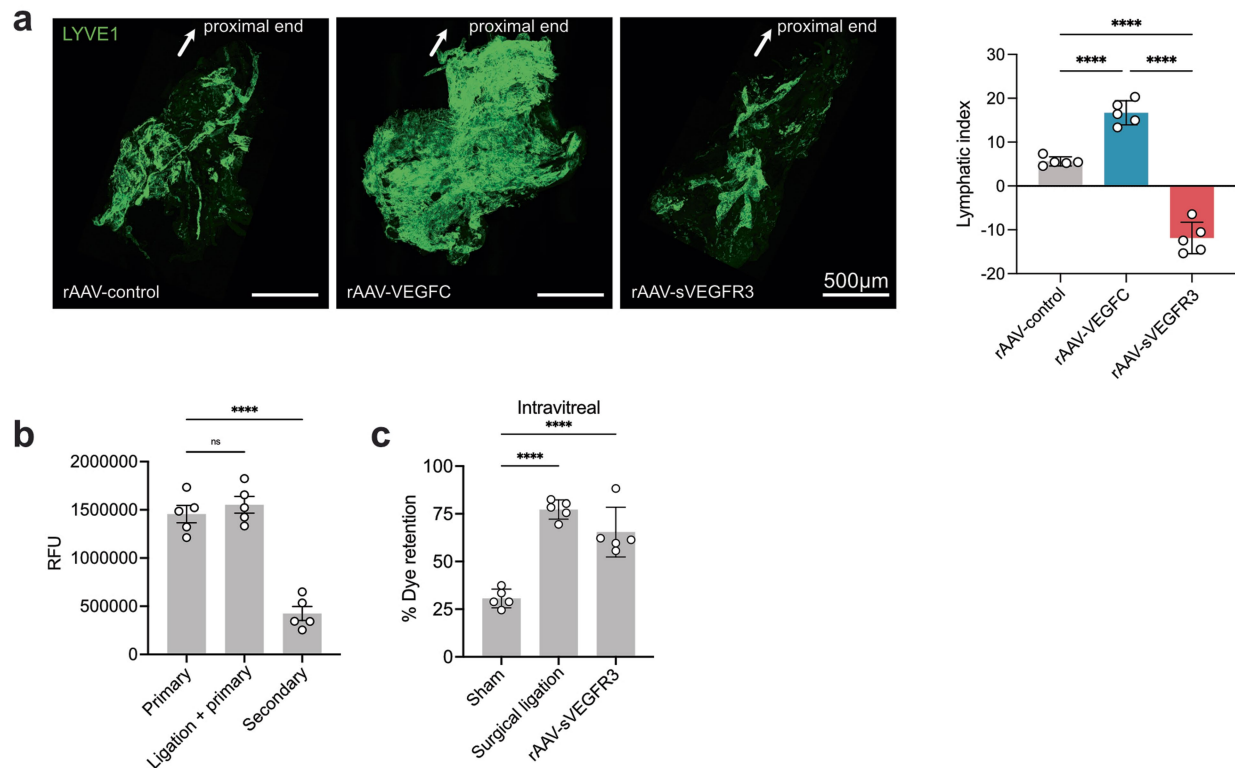 a
LYVE1
proximal end
proximal end
proximal end
rAAV-control
rAAV-VEGFC
rAAV-sVEGFR3
500μm
****
****
****
Lymphatic index
30
20
10
0
-10
-20
rAAV-control
rAAV-VEGFC
rAAV-sVEGFR3
b
****
ns
RFU
2000000
1500000
1000000
500000
0
Primary
Ligation + primary
Secondary
c
Intravitreal
****
****
% Dye retention
100
75
50
25
0
Sham
Surgical ligation
rAAV-sVEGFR3